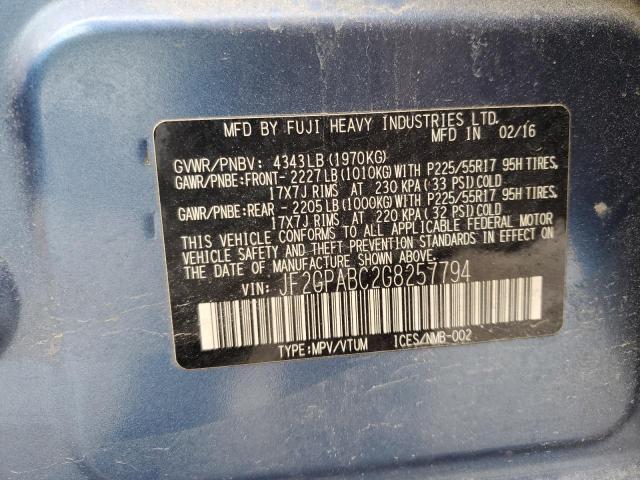 MFD BY FUJI HEAVY INDUSTRIES LTD.
MFD IN 02/16
GVWR/PNBV: 4343LB(1970KG)
GAWR/PNBE:FRONT-2227LB(1010KG)WITH P225/55R17 95H TIRES,
17X7J RIMS AT 230 KPA(33 PSI)COLD
GAWR/PNBE:REAR -2205LB(1000KG)WITH P225/55R17 95H TIRES,
17X7J RIMS AT 220 KPA(32 PSI)COLD
THIS VEHICLE CONFORMS TO ALL APPLICABLE FEDERAL MOTOR
VEHICLE SAFETY AND THEFT PREVENTION STANDARDS IN
EFFECT ON THE DATE OF MANUFACTURE SHOWN ABOVE.
VIN: JF2GPABC2G8257794
TYPE:MPV/VTUM ICES/NMB-002